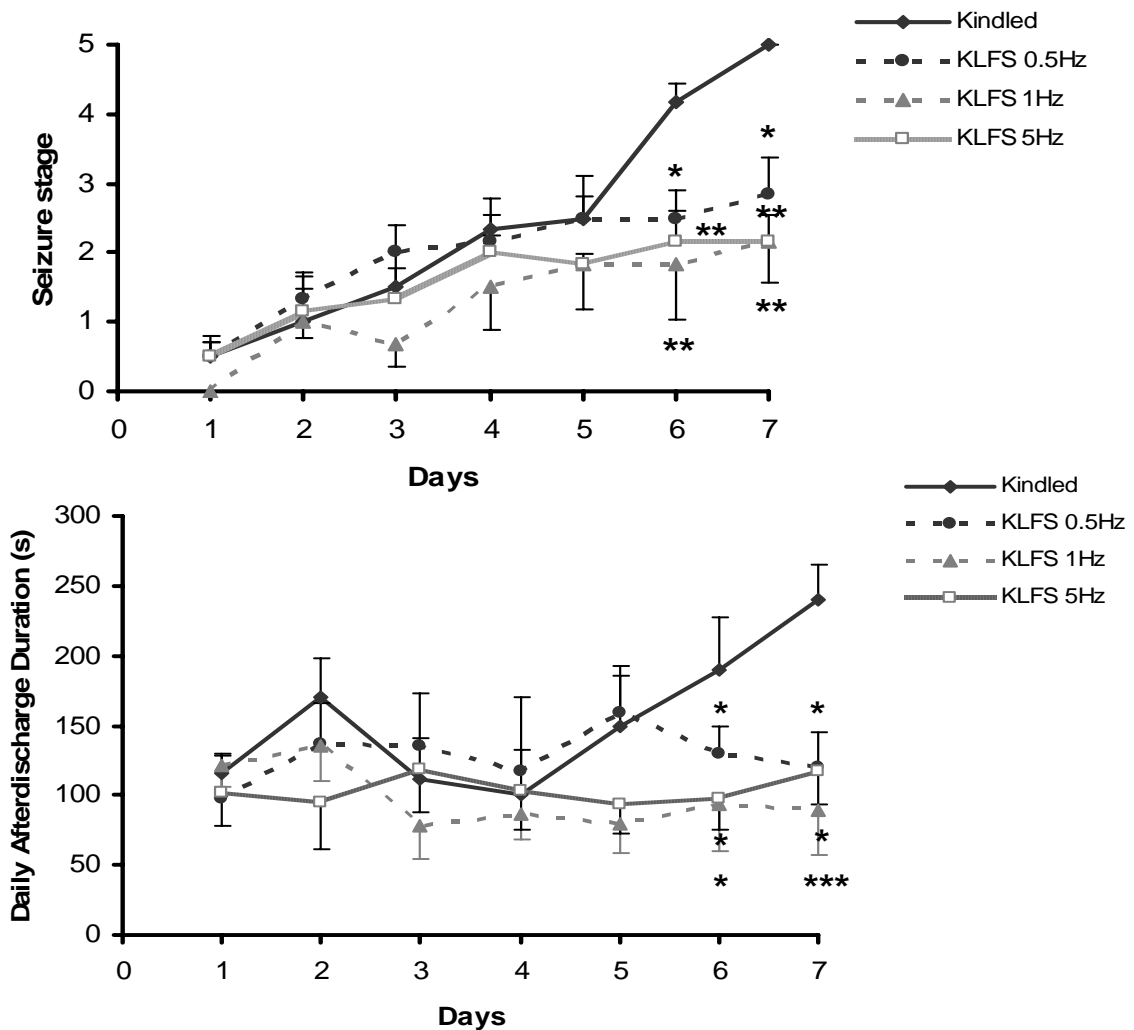 Kindled
KLFS 0.5Hz
KLFS 1Hz
KLFS 5Hz
Seizure stage
5
4
3
2
1
0
*
*
**
**
**
**
0 1 2 3 4 5 6 7
Days
Kindled
KLFS 0.5Hz
KLFS 1Hz
KLFS 5Hz
Daily Afterdischarge Duration (s)
300
250
200
150
100
50
0
* *
* *
* ***
0 1 2 3 4 5 6 7
Days